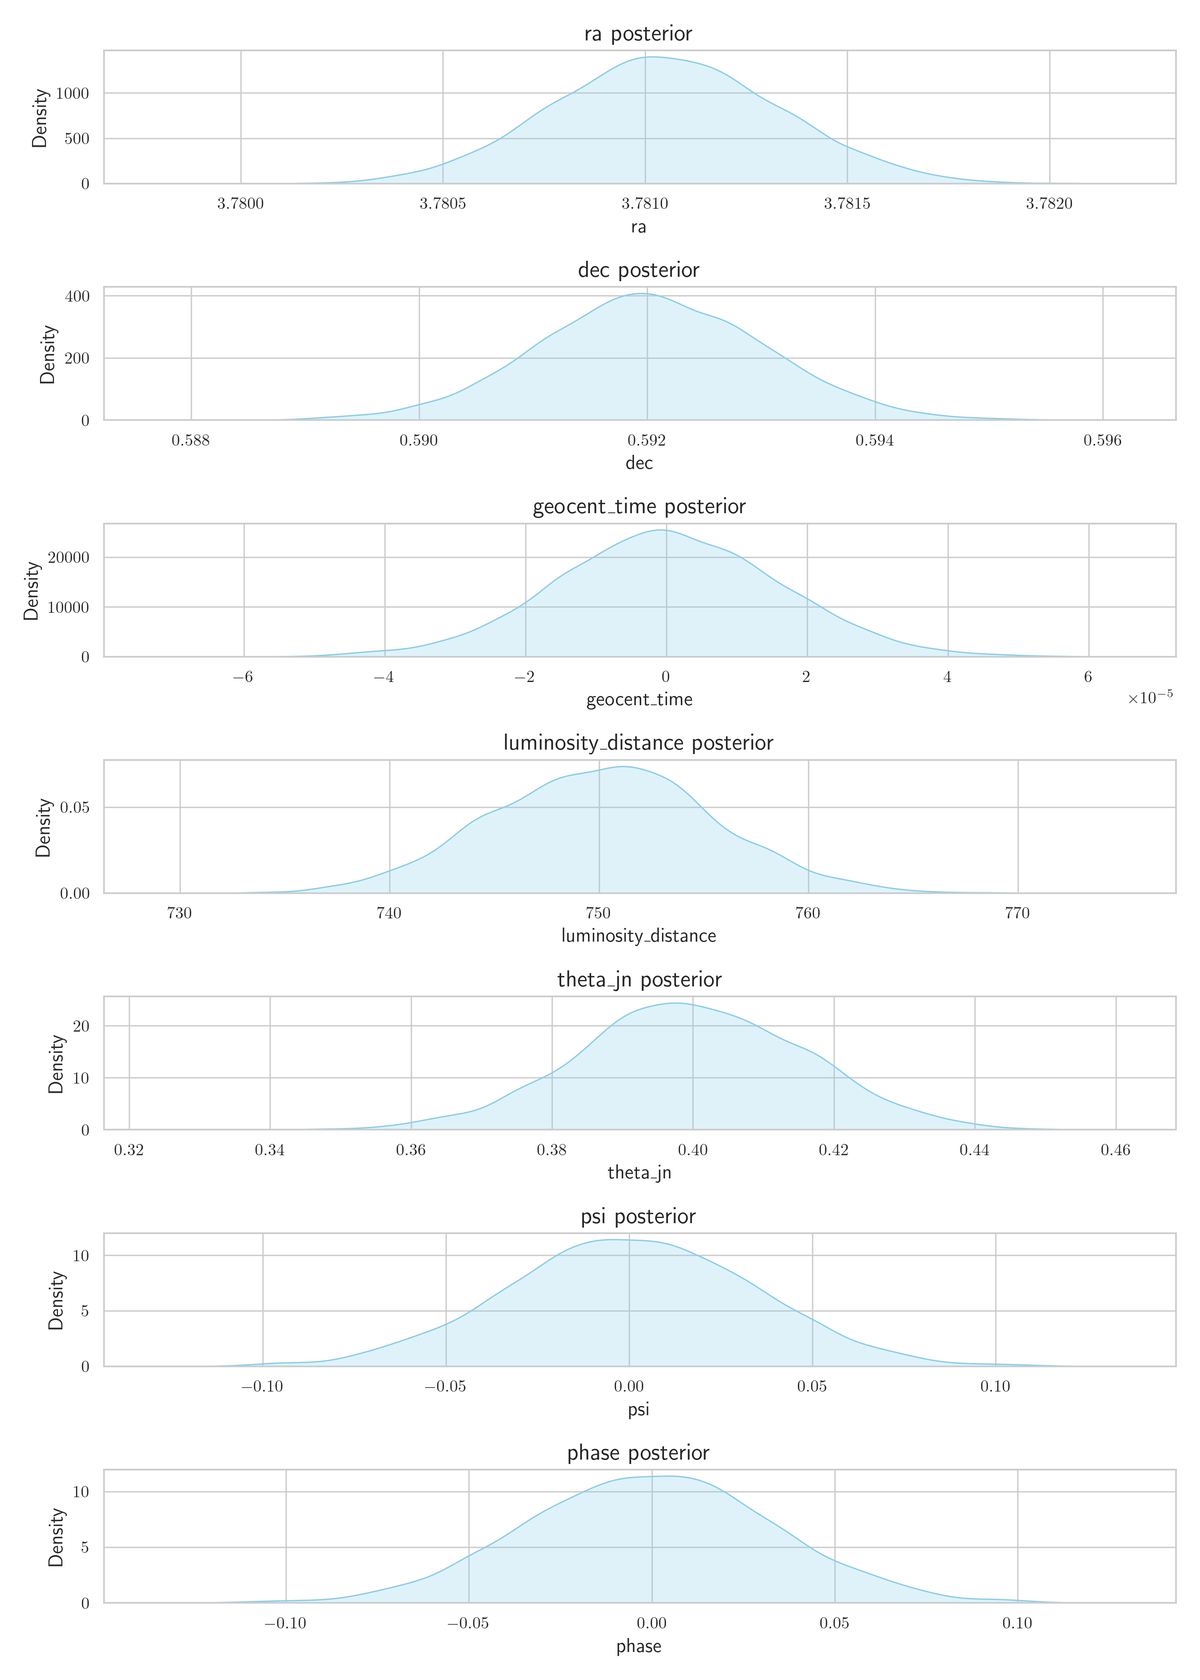 ra posterior
Density
1000
500
0
3.7800 3.7805 3.7810 3.7815 3.7820
ra
dec posterior
Density
400
200
0
0.588 0.590 0.592 0.594 0.596
dec
geocent_time posterior
Density
20000
10000
0
−6 −4 −2 0 2 4 6
×10⁻⁵
geocent_time
luminosity_distance posterior
Density
0.05
0.00
730 740 750 760 770
luminosity_distance
theta_jn posterior
Density
20
10
0
0.32 0.34 0.36 0.38 0.40 0.42 0.44 0.46
theta_jn
psi posterior
Density
10
5
0
−0.10 −0.05 0.00 0.05 0.10
psi
phase posterior
Density
10
5
0
−0.10 −0.05 0.00 0.05 0.10
phase